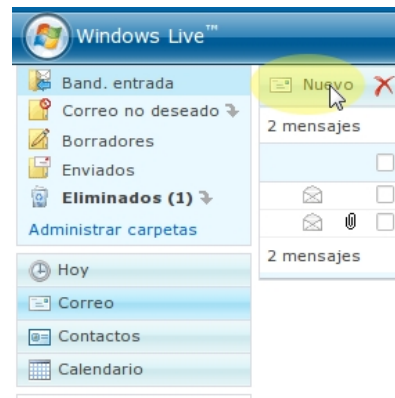 Windows Live™
Band. entrada
Correo no deseado
Borradores
Enviados
Eliminados (1)
Administrar carpetas
Hoy
Correo
Contactos
Calendario
Nuevo
2 mensajes
2 mensajes